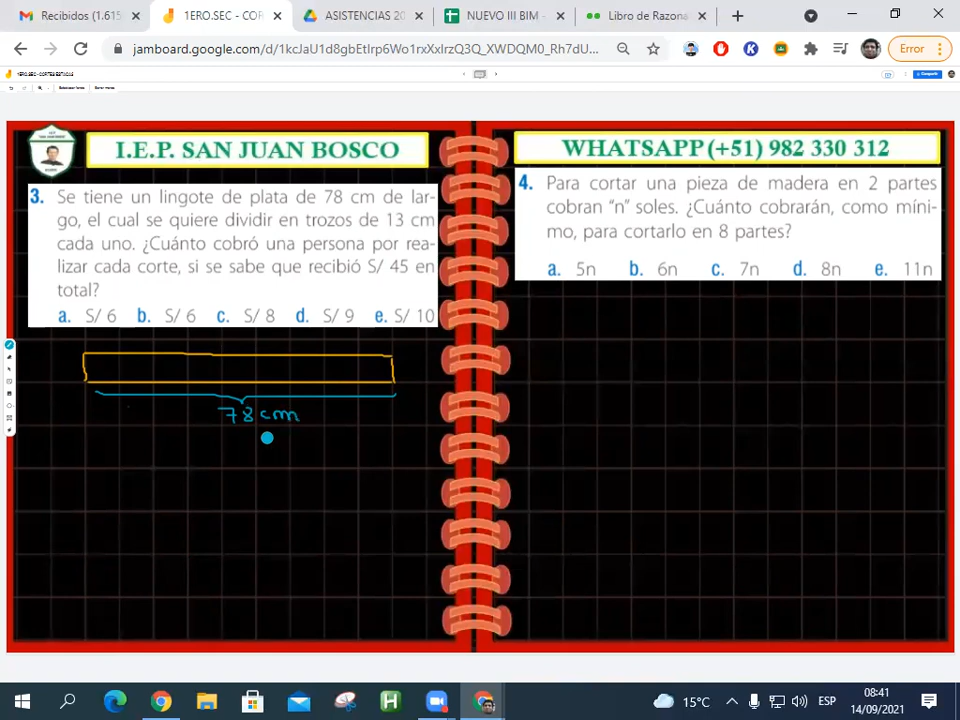 Recibidos (1.615
1ERO.SEC - COR
ASISTENCIAS 20
NUEVO III BIM -
Libro de Razona
jamboard.google.com/d/1kcJaU1d8gbEtIrp6Wo1rxXxlrzQ3Q_XWDQM0_Rh7dU...
Error
I.E.P. SAN JUAN BOSCO
3. Se tiene un lingote de plata de 78 cm de lar-
go, el cual se quiere dividir en trozos de 13 cm
cada uno. ¿Cuánto cobró una persona por rea-
lizar cada corte, si se sabe que recibió S/ 45 en
total?
a. S/ 6 b. S/ 6 c. S/ 8 d. S/ 9 e. S/ 10
78 cm
WHATSAPP (+51) 982 330 312
4. Para cortar una pieza de madera en 2 partes
cobran “n” soles. ¿Cuánto cobrarán, como míni-
mo, para cortarlo en 8 partes?
a. 5n b. 6n c. 7n d. 8n e. 11n
15°C
ESP
08:41
14/09/2021